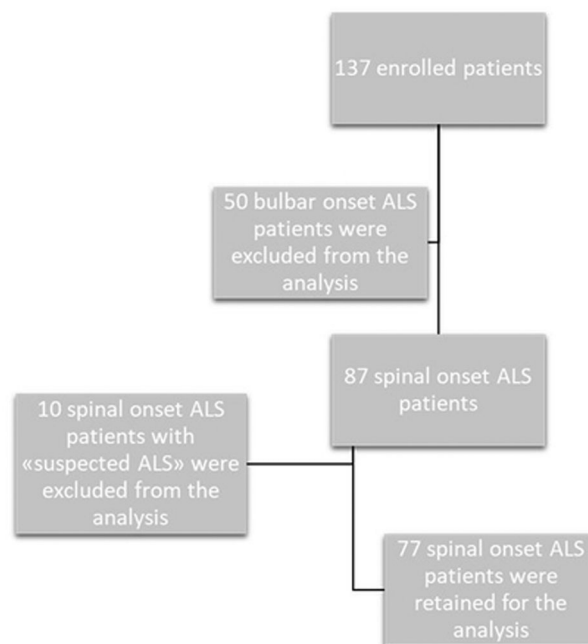 137 enrolled patients
50 bulbar onset ALS
patients were
excluded from the
analysis
87 spinal onset ALS
patients
10 spinal onset ALS
patients with
«suspected ALS» were
excluded from the
analysis
77 spinal onset ALS
patients were
retained for the
analysis